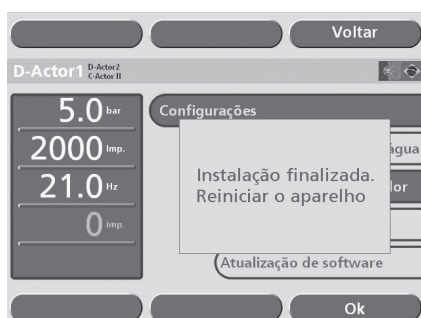 Voltar
D-Actor1 D-Actor2
C-Actor II
5.0 bar
Configurações
2000 Imp.
água
21.0 Hz
lor
0 Imp.
Instalação finalizada.
Reiniciar o aparelho
Atualização de software
Ok